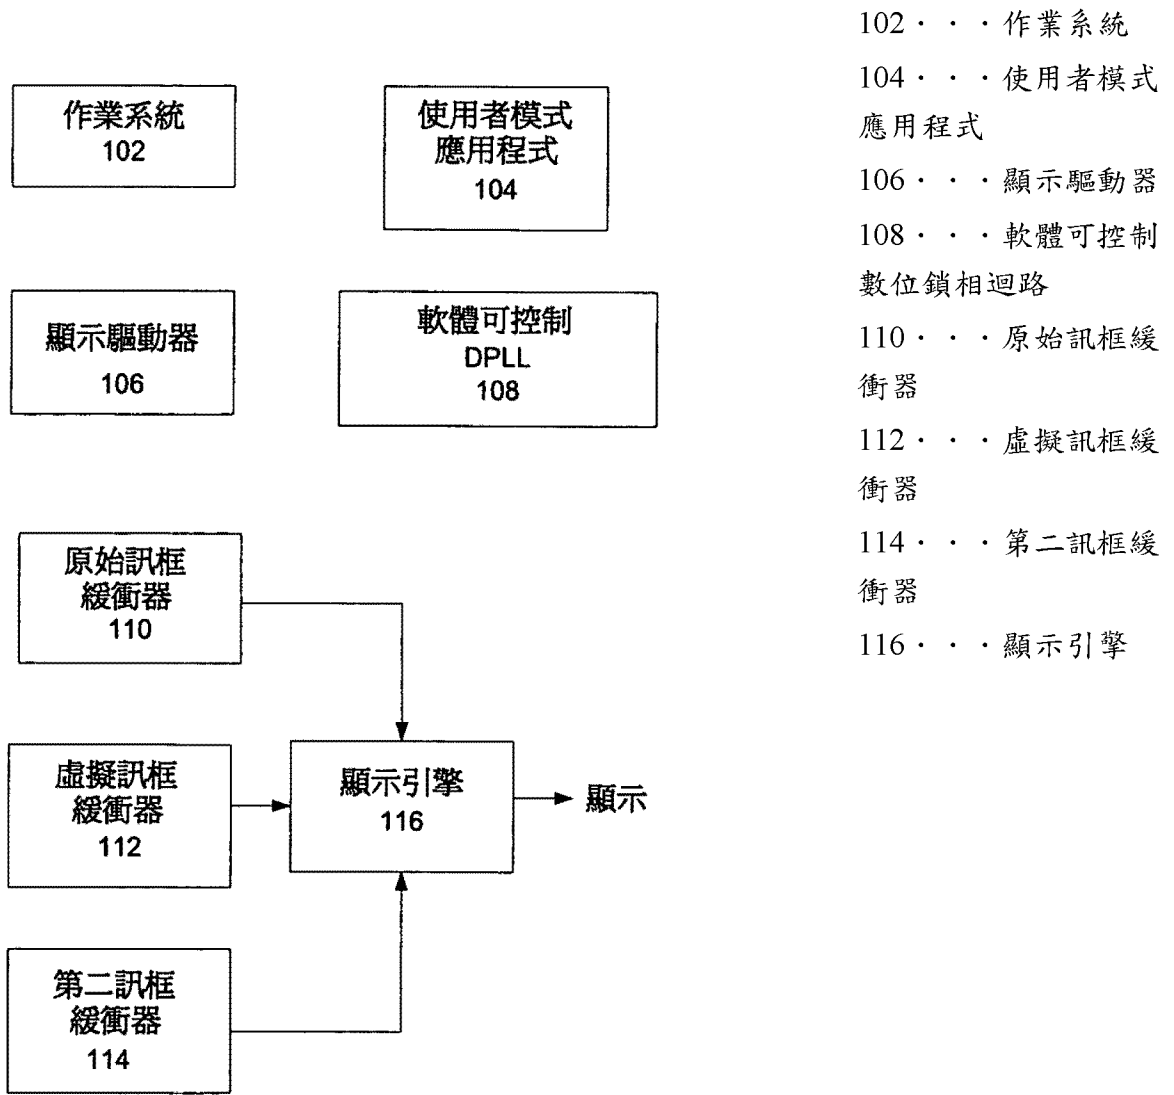 作業系統
102
使用者模式
應用程式
104
顯示驅動器
106
軟體可控制
DPLL
108
原始訊框
緩衝器
110
虛擬訊框
緩衝器
112
顯示引擎
116
顯示
第二訊框
緩衝器
114
102···作業系統
104···使用者模式
應用程式
106···顯示驅動器
108···軟體可控制
數位鎖相迴路
110···原始訊框緩
衝器
112···虛擬訊框緩
衝器
114···第二訊框緩
衝器
116···顯示引擎